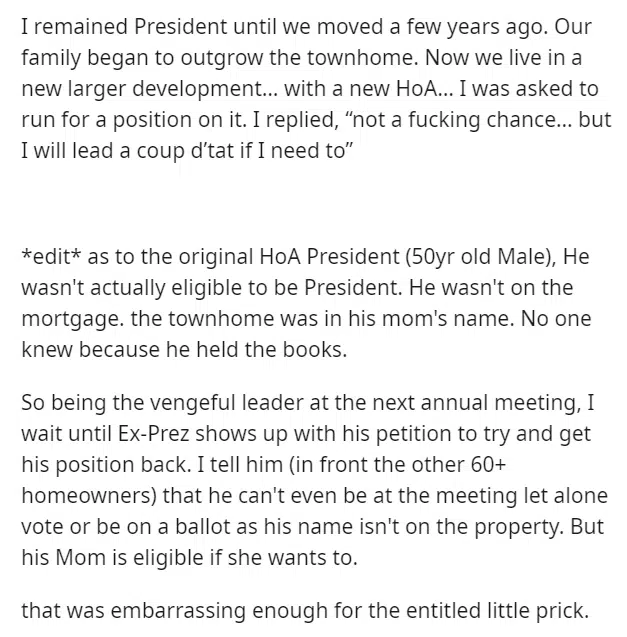 I remained President until we moved a few years ago. Our
family began to outgrow the townhome. Now we live in a
new larger development... with a new HoA... I was asked to
run for a position on it. I replied, “not a fucking chance... but
I will lead a coup d’tat if I need to”
*edit* as to the original HoA President (50yr old Male), He
wasn't actually eligible to be President. He wasn't on the
mortgage. the townhome was in his mom's name. No one
knew because he held the books.
So being the vengeful leader at the next annual meeting, I
wait until Ex-Prez shows up with his petition to try and get
his position back. I tell him (in front the other 60+
homeowners) that he can't even be at the meeting let alone
vote or be on a ballot as his name isn't on the property. But
his Mom is eligible if she wants to.
that was embarrassing enough for the entitled little prick.